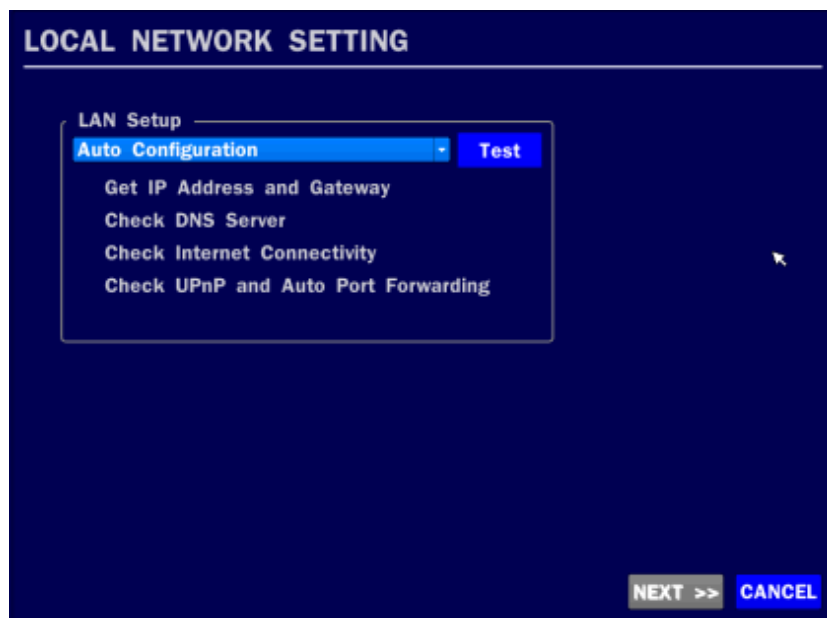 LOCAL NETWORK SETTING
LAN Setup
Auto Configuration Test
Get IP Address and Gateway
Check DNS Server
Check Internet Connectivity
Check UPnP and Auto Port Forwarding
NEXT >> CANCEL